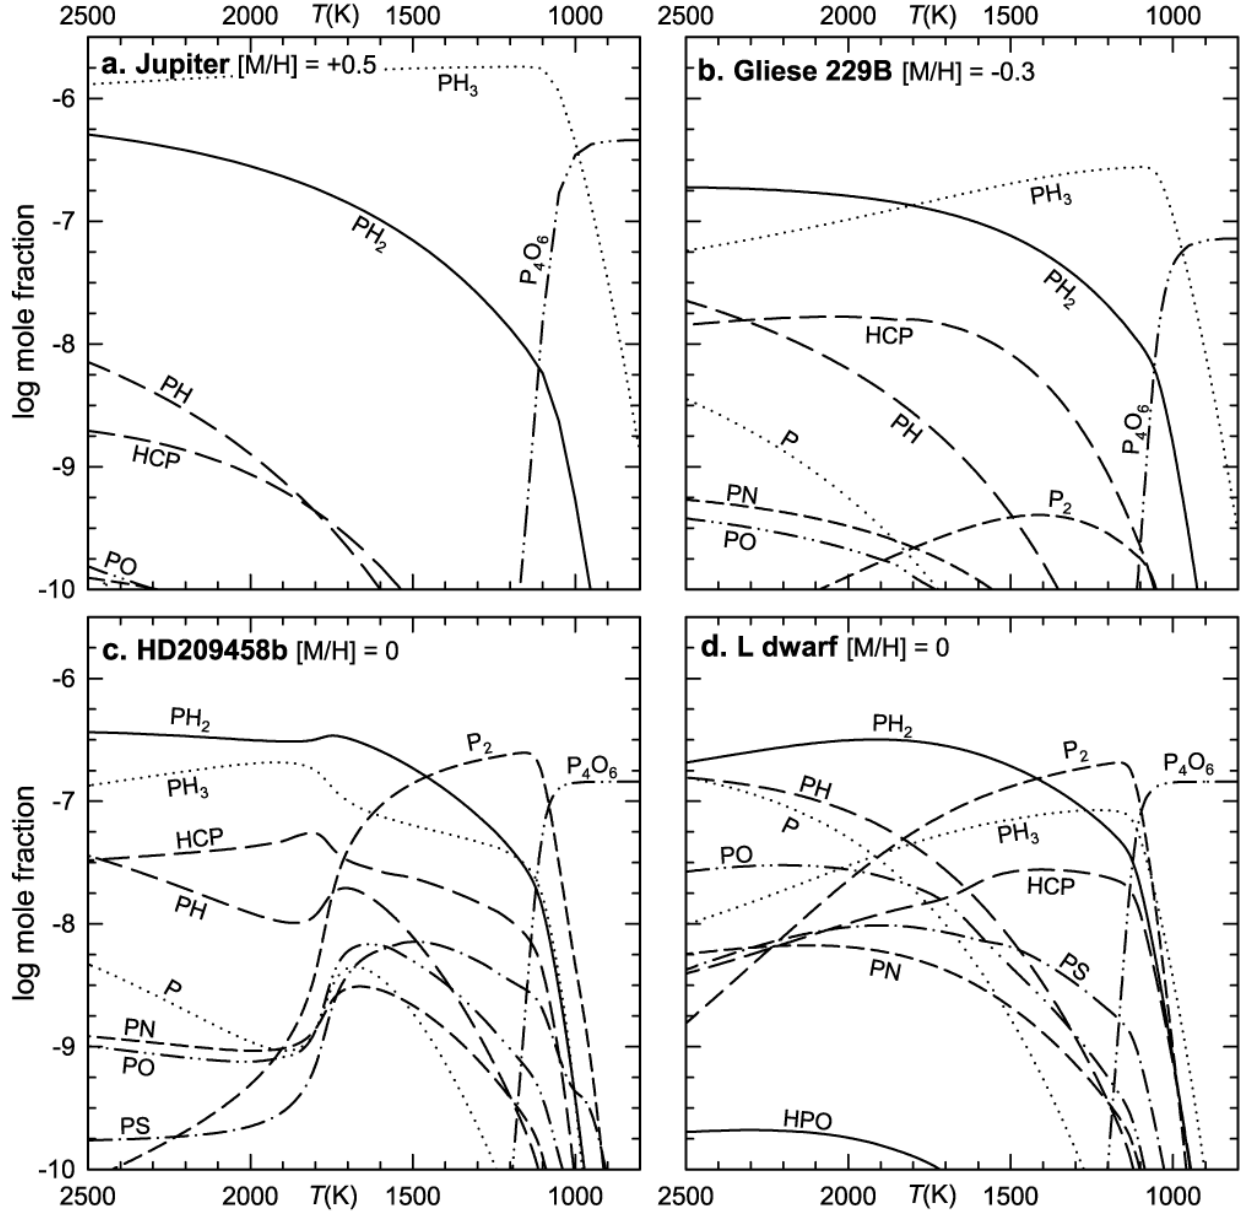 2500 2000 T(K) 1500 1000 2500 2000 T(K) 1500 1000
a. Jupiter [M/H] = +0.5
PH3
-6
PH2
P4O6
-7
log mole fraction
-8
PH
HCP
-9
PO
-10
b. Gliese 229B [M/H] = -0.3
PH3
PH2
HCP
PH
P4O6
P
PN
P2
PO
c. HD209458b [M/H] = 0
-6
PH2
P2
P4O6
PH3
-7
HCP
log mole fraction
PH
-8
P
PN
-9
PO
PS
-10
d. L dwarf [M/H] = 0
PH2
P2
P4O6
PH
P
PH3
PO
HCP
PS
PN
HPO
2500 2000 T(K) 1500 1000 2500 2000 T(K) 1500 1000